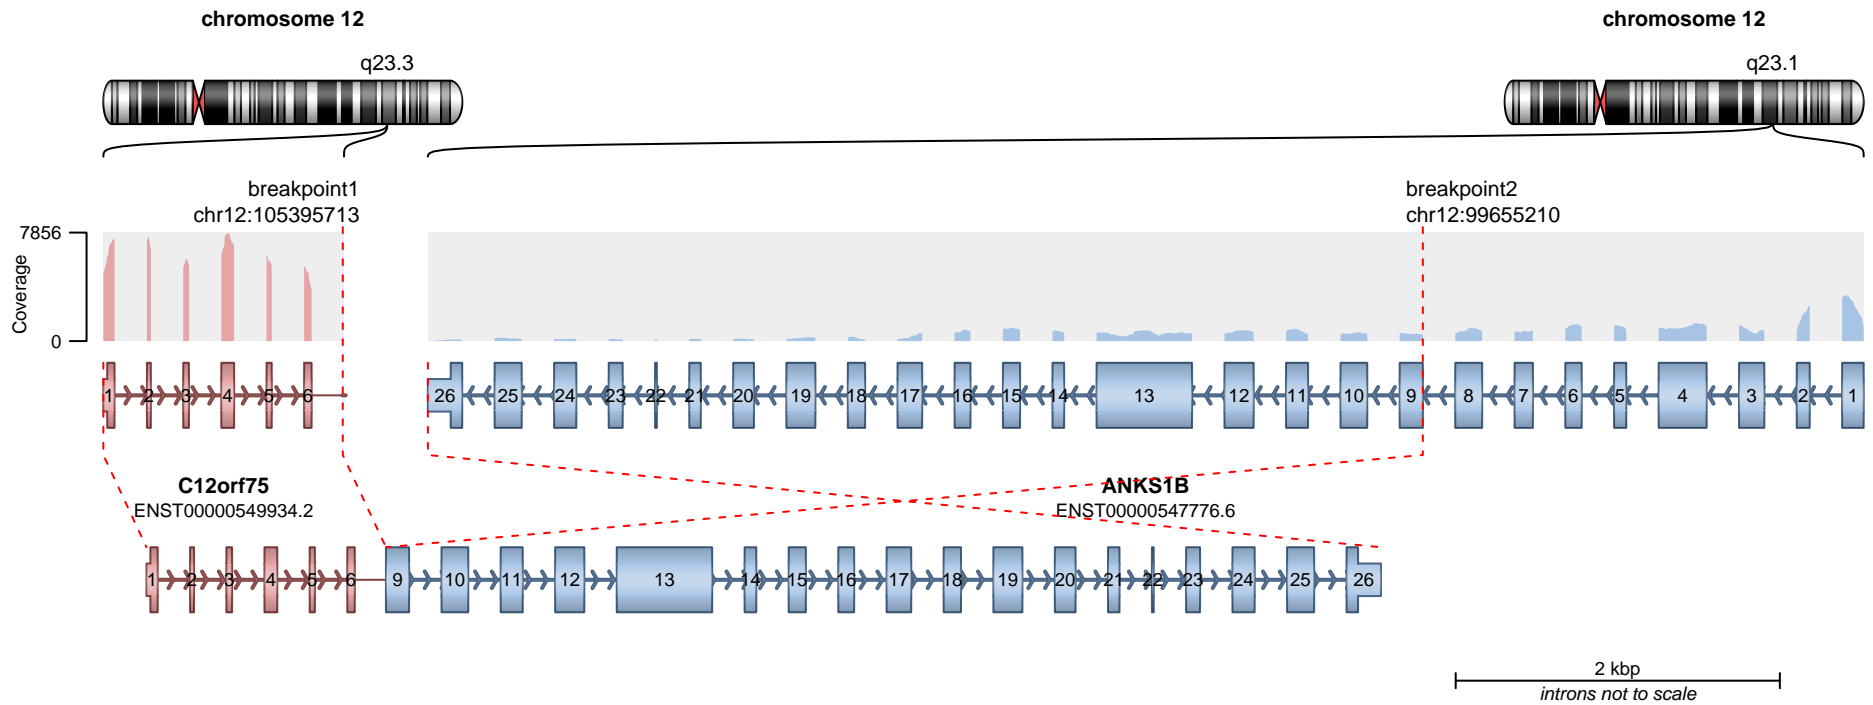 chromosome 12
chromosome 12
q23.3
q23.1
breakpoint1
chr12:105395713
breakpoint2
chr12:99655210
7856
Coverage
0
1 2 3 4 5 6
26 25 24 23 22 21 20 19 18 17 16 15 14 13 12 11 10 9 8 7 6 5 4 3 2 1
C12orf75
ENST00000549934.2
ANKS1B
ENST00000547776.6
1 2 3 4 5 6 9 10 11 12 13 14 15 16 17 18 19 20 21 22 23 24 25 26
2 kbp
introns not to scale